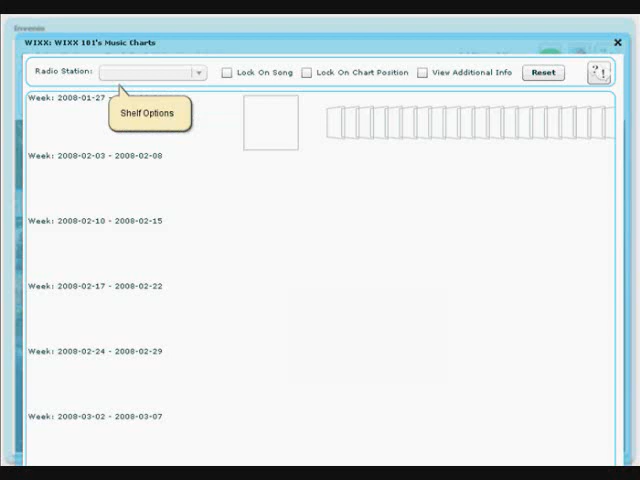 WIXX: WIXX 101's Music Charts
Radio Station:
Lock On Song
Lock On Chart Position
View Additional Info
Reset
Week: 2008-01-27 -
Shelf Options
Week: 2008-02-03 - 2008-02-08
Week: 2008-02-10 - 2008-02-15
Week: 2008-02-17 - 2008-02-22
Week: 2008-02-24 - 2008-02-29
Week: 2008-03-02 - 2008-03-07